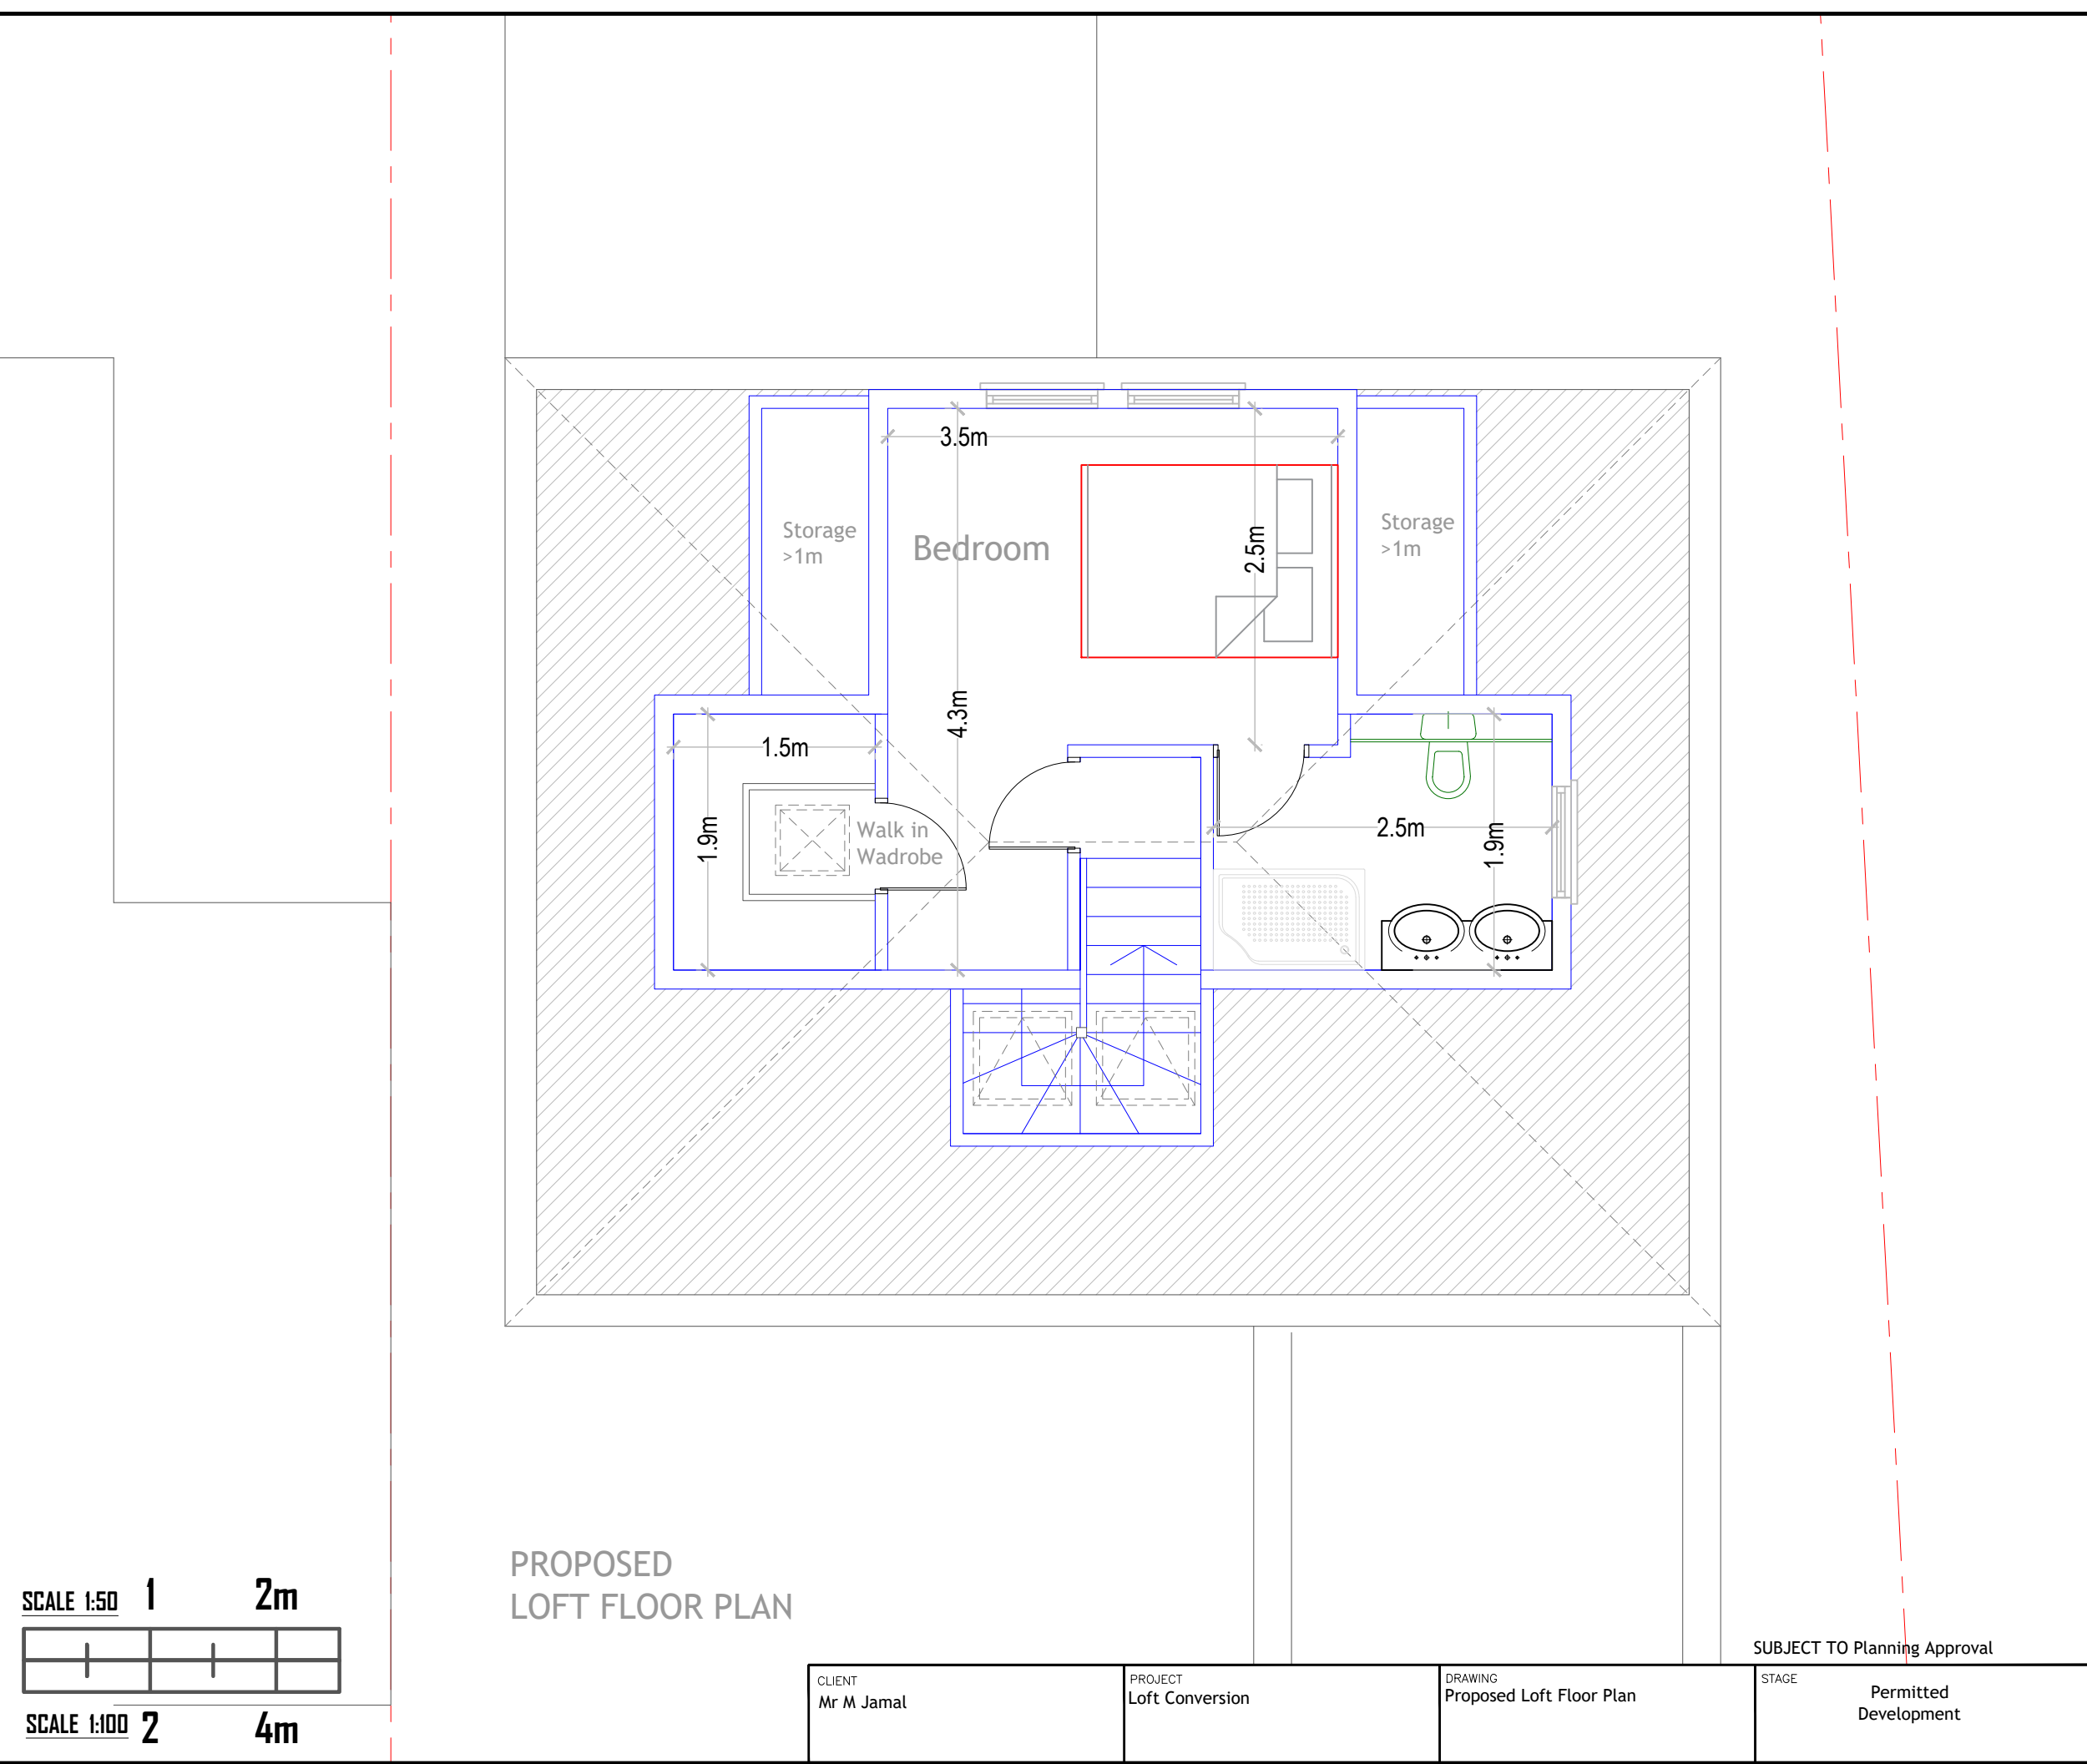 3.5m
Storage
>1m
Bedroom
2.5m
Storage
>1m
4.3m
1.5m
1.9m
Walk in
Wadrobe
2.5m
1.9m
PROPOSED
LOFT FLOOR PLAN
SCALE 1:50 1 2m
SCALE 1:100 2 4m
SUBJECT TO Planning Approval
CLIENT
Mr M Jamal
PROJECT
Loft Conversion
DRAWING
Proposed Loft Floor Plan
STAGE
Permitted
Development